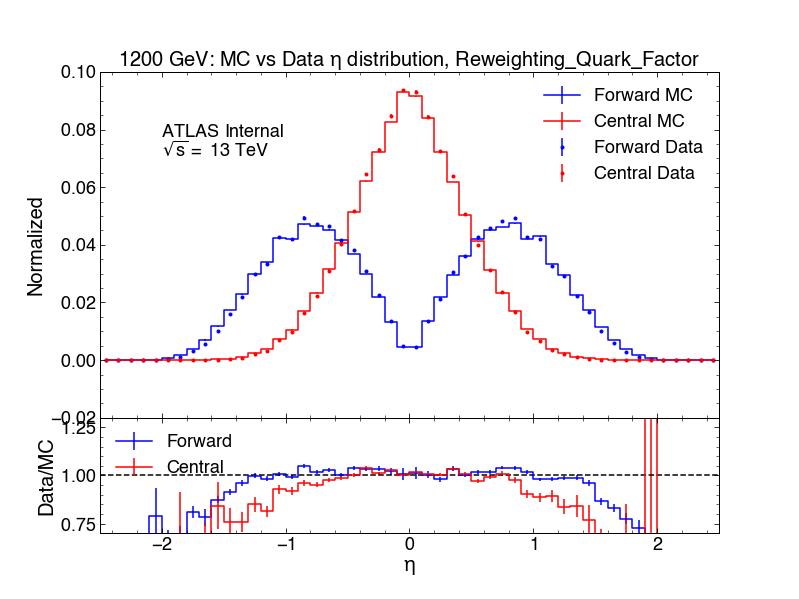 1200 GeV: MC vs Data η distribution, Reweighting_Quark_Factor
0.10
0.08
0.06
0.04
0.02
0.00
−0.02
Normalized
ATLAS Internal
√s = 13 TeV
Forward MC
Central MC
Forward Data
Central Data
1.25
1.00
0.75
Data/MC
Forward
Central
−2 −1 0 1 2
η